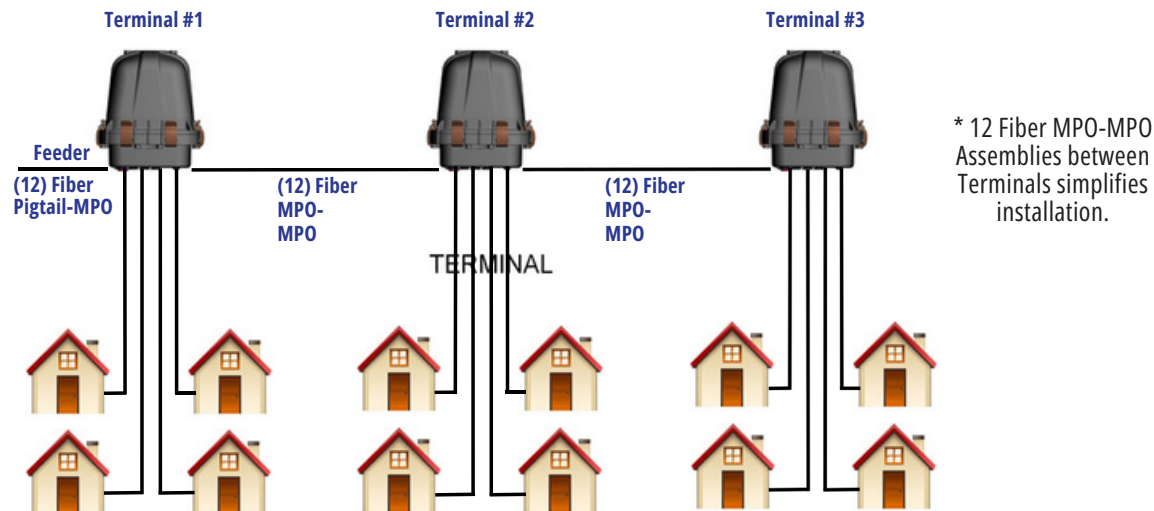 Terminal #1
Terminal #2
Terminal #3
Feeder
(12) Fiber
Pigtail-MPO
(12) Fiber
MPO-
MPO
(12) Fiber
MPO-
MPO
* 12 Fiber MPO-MPO
Assemblies between
Terminals simplifies
installation.
TERMINAL